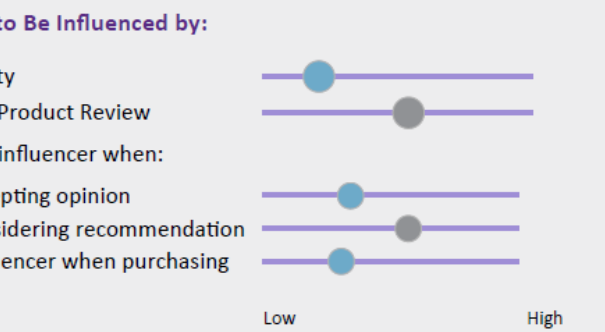 to Be Influenced by:
ty
Product Review
influencer when:
pting opinion
sidering recommendation
encer when purchasing
Low High